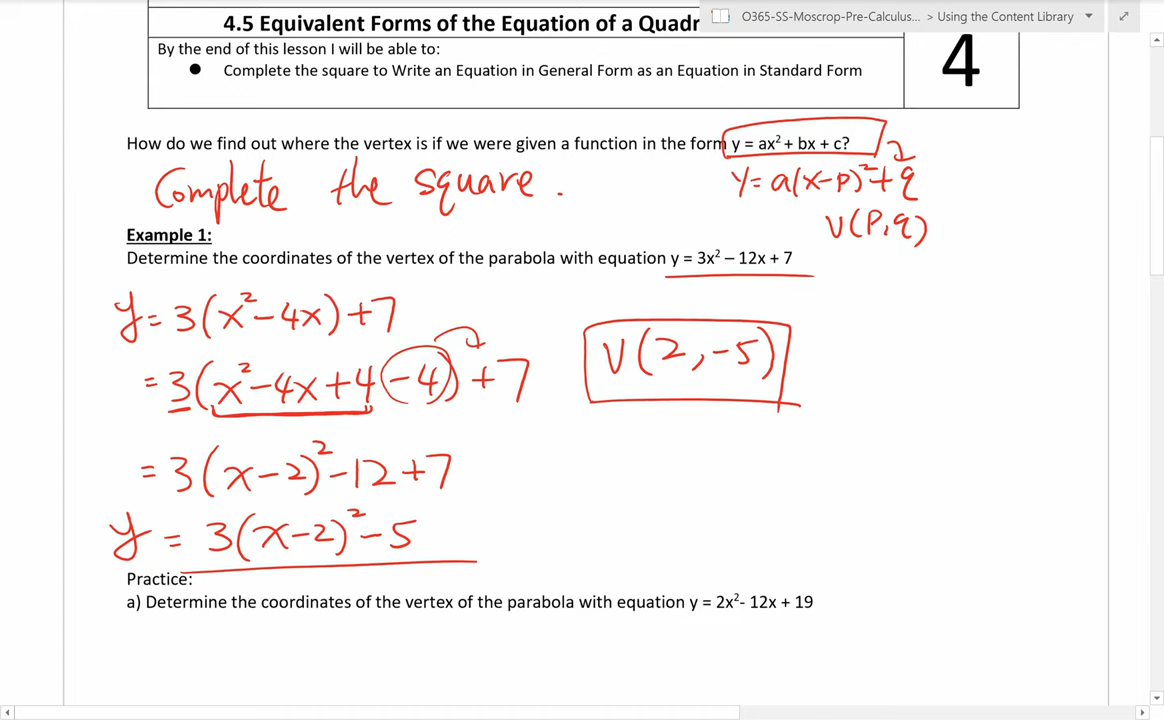 4.5 Equivalent Forms of the Equation of a Quadr
O365-SS-Moscrop-Pre-Calculus... > Using the Content Library
By the end of this lesson I will be able to:
● Complete the square to Write an Equation in General Form as an Equation in Standard Form
4
How do we find out where the vertex is if we were given a function in the form y = ax² + bx + c?
Complete the square.
y = a(x-p)² + q
V(p,q)
Example 1:
Determine the coordinates of the vertex of the parabola with equation y = 3x² – 12x + 7
y = 3(x² - 4x) + 7
= 3(x² - 4x + 4 - 4) + 7
V(2, -5)
= 3(x - 2)² - 12 + 7
y = 3(x - 2)² - 5
Practice:
a) Determine the coordinates of the vertex of the parabola with equation y = 2x²- 12x + 19